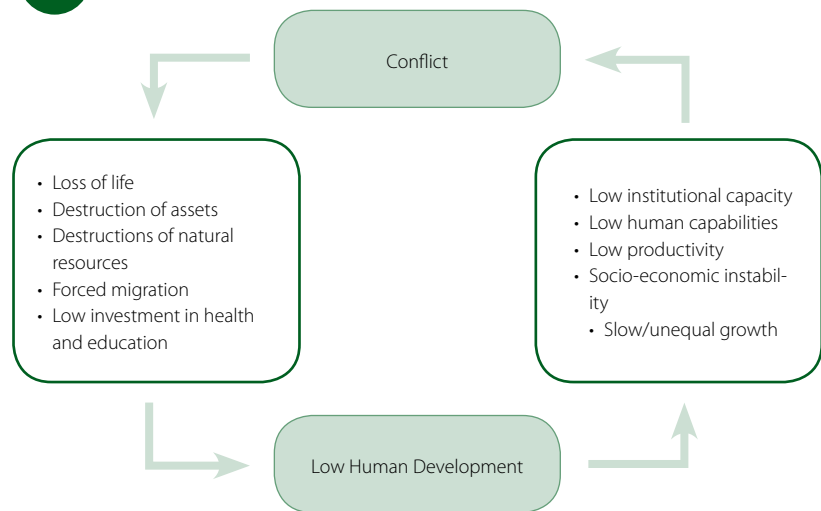 Conflict
• Loss of life
• Destruction of assets
• Destructions of natural
resources
• Forced migration
• Low investment in health
and education
• Low institutional capacity
• Low human capabilities
• Low productivity
• Socio-economic instabil-
ity
• Slow/unequal growth
Low Human Development